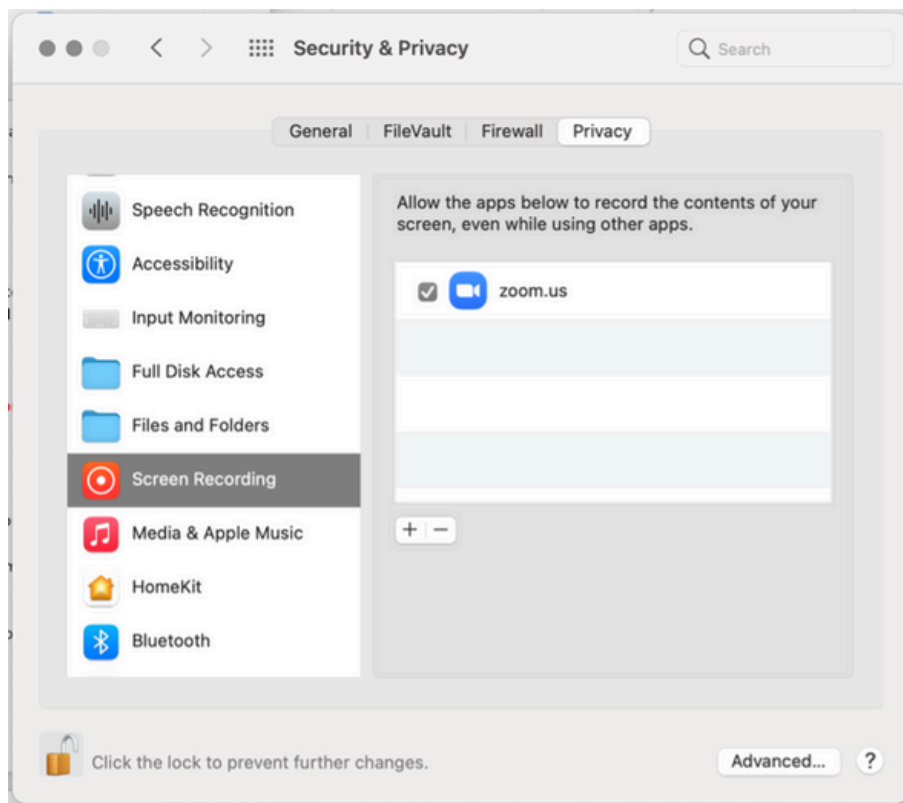 Security & Privacy
Search
General
FileVault
Firewall
Privacy
Speech Recognition
Accessibility
Input Monitoring
Full Disk Access
Files and Folders
Screen Recording
Media & Apple Music
HomeKit
Bluetooth
Allow the apps below to record the contents of your
screen, even while using other apps.
zoom.us
Click the lock to prevent further changes.
Advanced...
?